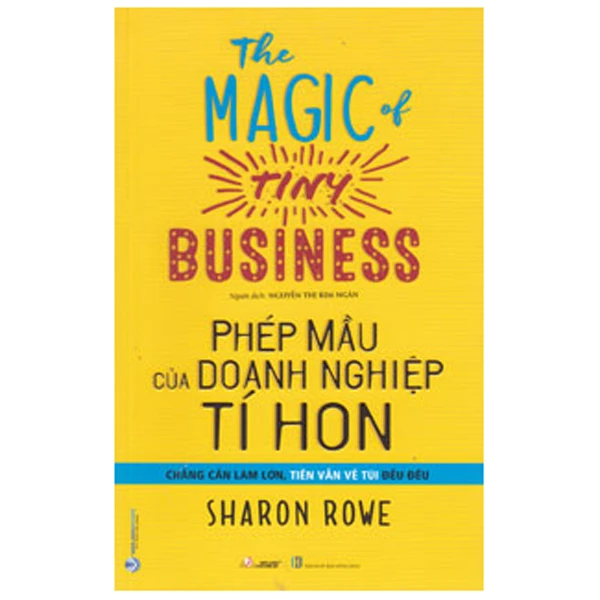 The
MAGIC of
TINY
BUSINESS
Người dịch: NGUYỄN THỊ KIM NGÂN
PHÉP MẦU
CỦA DOANH NGHIỆP
TÍ HON
CHẲNG CẦN LÀM LỚN, TIỀN VẪN VỀ TÚI ĐỀU ĐỀU
SHARON ROWE